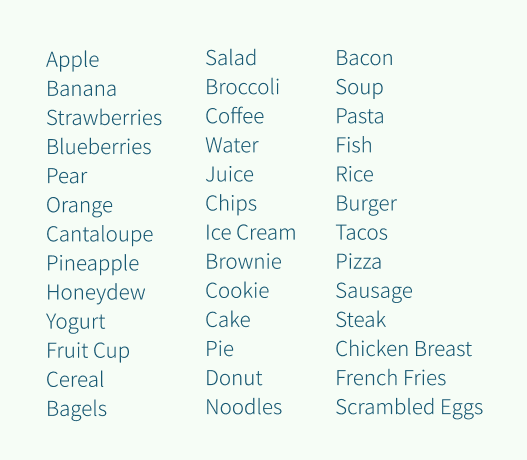 Apple
Banana
Strawberries
Blueberries
Pear
Orange
Cantaloupe
Pineapple
Honeydew
Yogurt
Fruit Cup
Cereal
Bagels
Salad
Broccoli
Coffee
Water
Juice
Chips
Ice Cream
Brownie
Cookie
Cake
Pie
Donut
Noodles
Bacon
Soup
Pasta
Fish
Rice
Burger
Tacos
Pizza
Sausage
Steak
Chicken Breast
French Fries
Scrambled Eggs